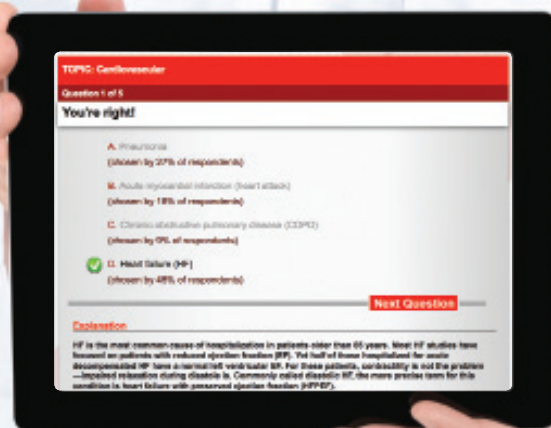 TOPIC: Cardiovascular
Question 1 of 5
You're right!
A. Pneumonia
(chosen by 27% of respondents)
B. Acute myocardial infarction (heart attack)
(chosen by 18% of respondents)
C. Chronic obstructive pulmonary disease (COPD)
(chosen by 9% of respondents)
D. Heart failure (HF)
(chosen by of respondents)
Next Question
Explanation
HF is the most common cause of hospitalization in patients older than 65 years. Most HF studies have
focused on patients with reduced ejection fraction (EF). Yet half of those hospitalized for acute
decompensated HF have a normal left ventricular EF. For these patients, contractility is not the problem
—impaired relaxation during diastole is. Commonly called diastolic HF, the more precise term for this
condition is heart failure with preserved ejection fraction (HFPEF).